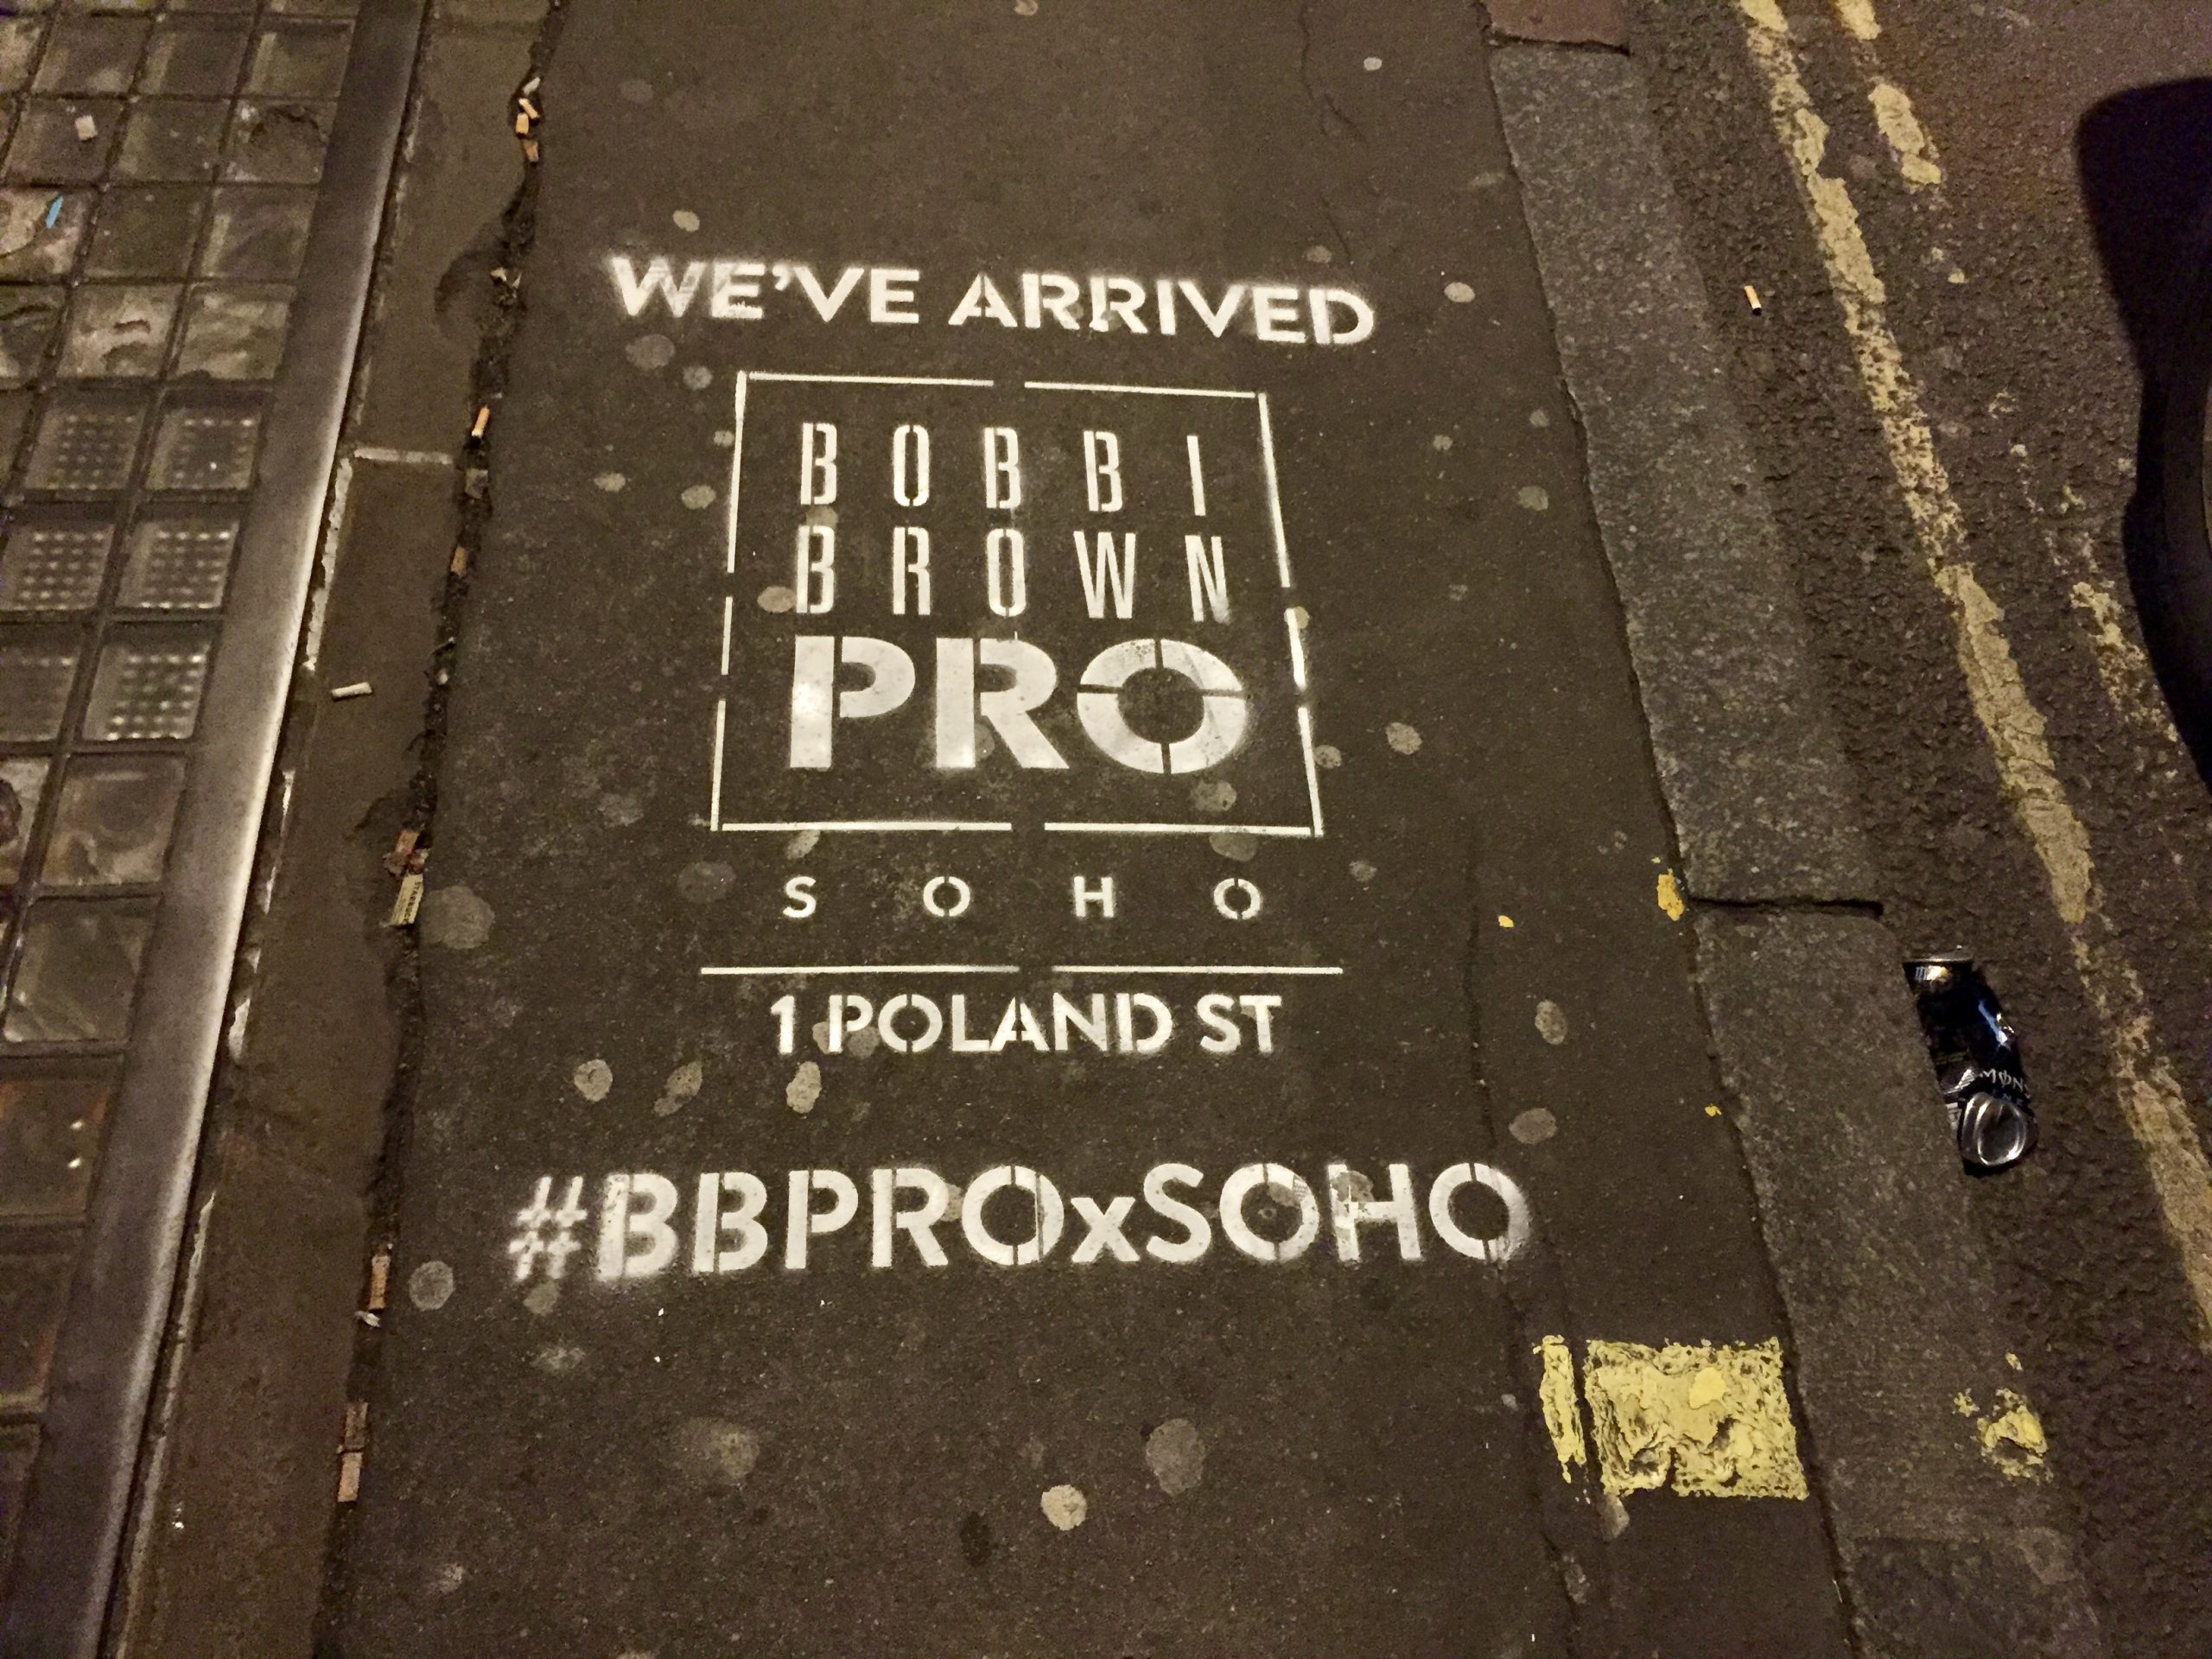 WE'VE ARRIVED
BOBBI
BROWN
PRO
SOHO
1 POLAND ST
#BBPROxSOHO